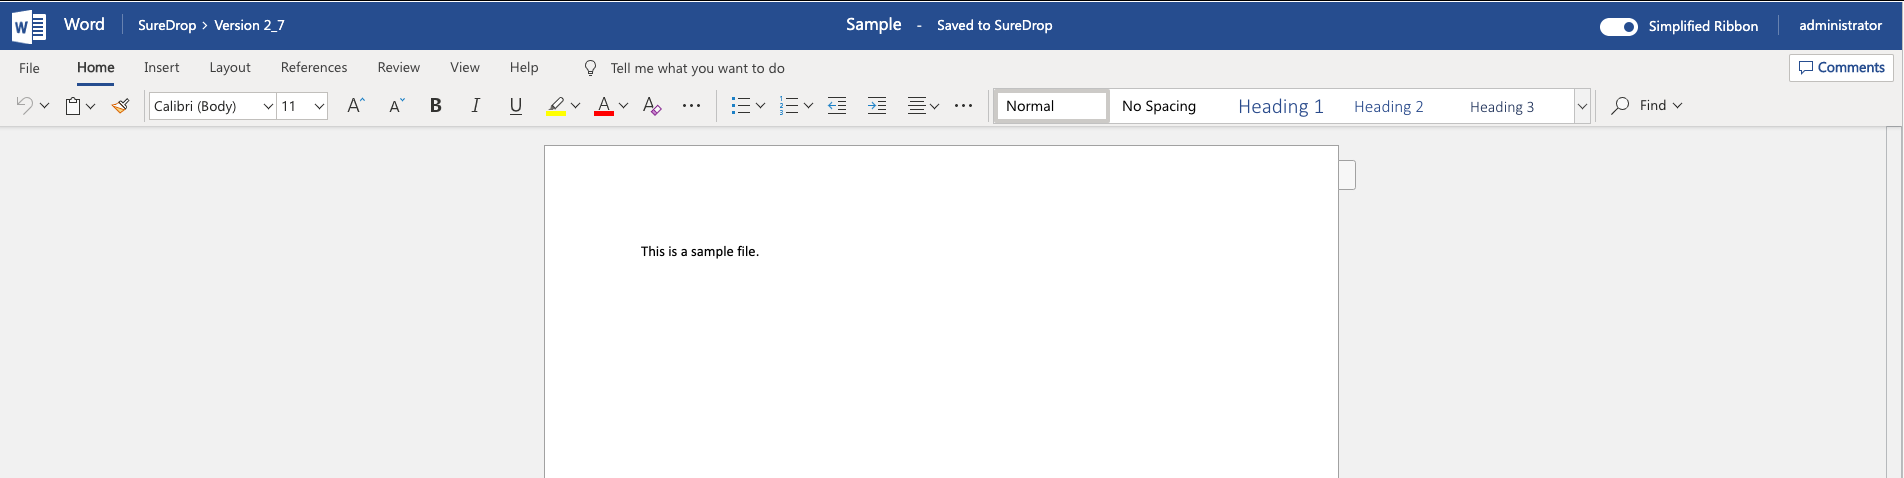 W Word SureDrop > Version 2_7 Sample - Saved to SureDrop Simplified Ribbon administrator
File Home Insert Layout References Review View Help Tell me what you want to do Comments
Calibri (Body) 11 A A B I U A A Normal No Spacing Heading 1 Heading 2 Heading 3 Find
This is a sample file.